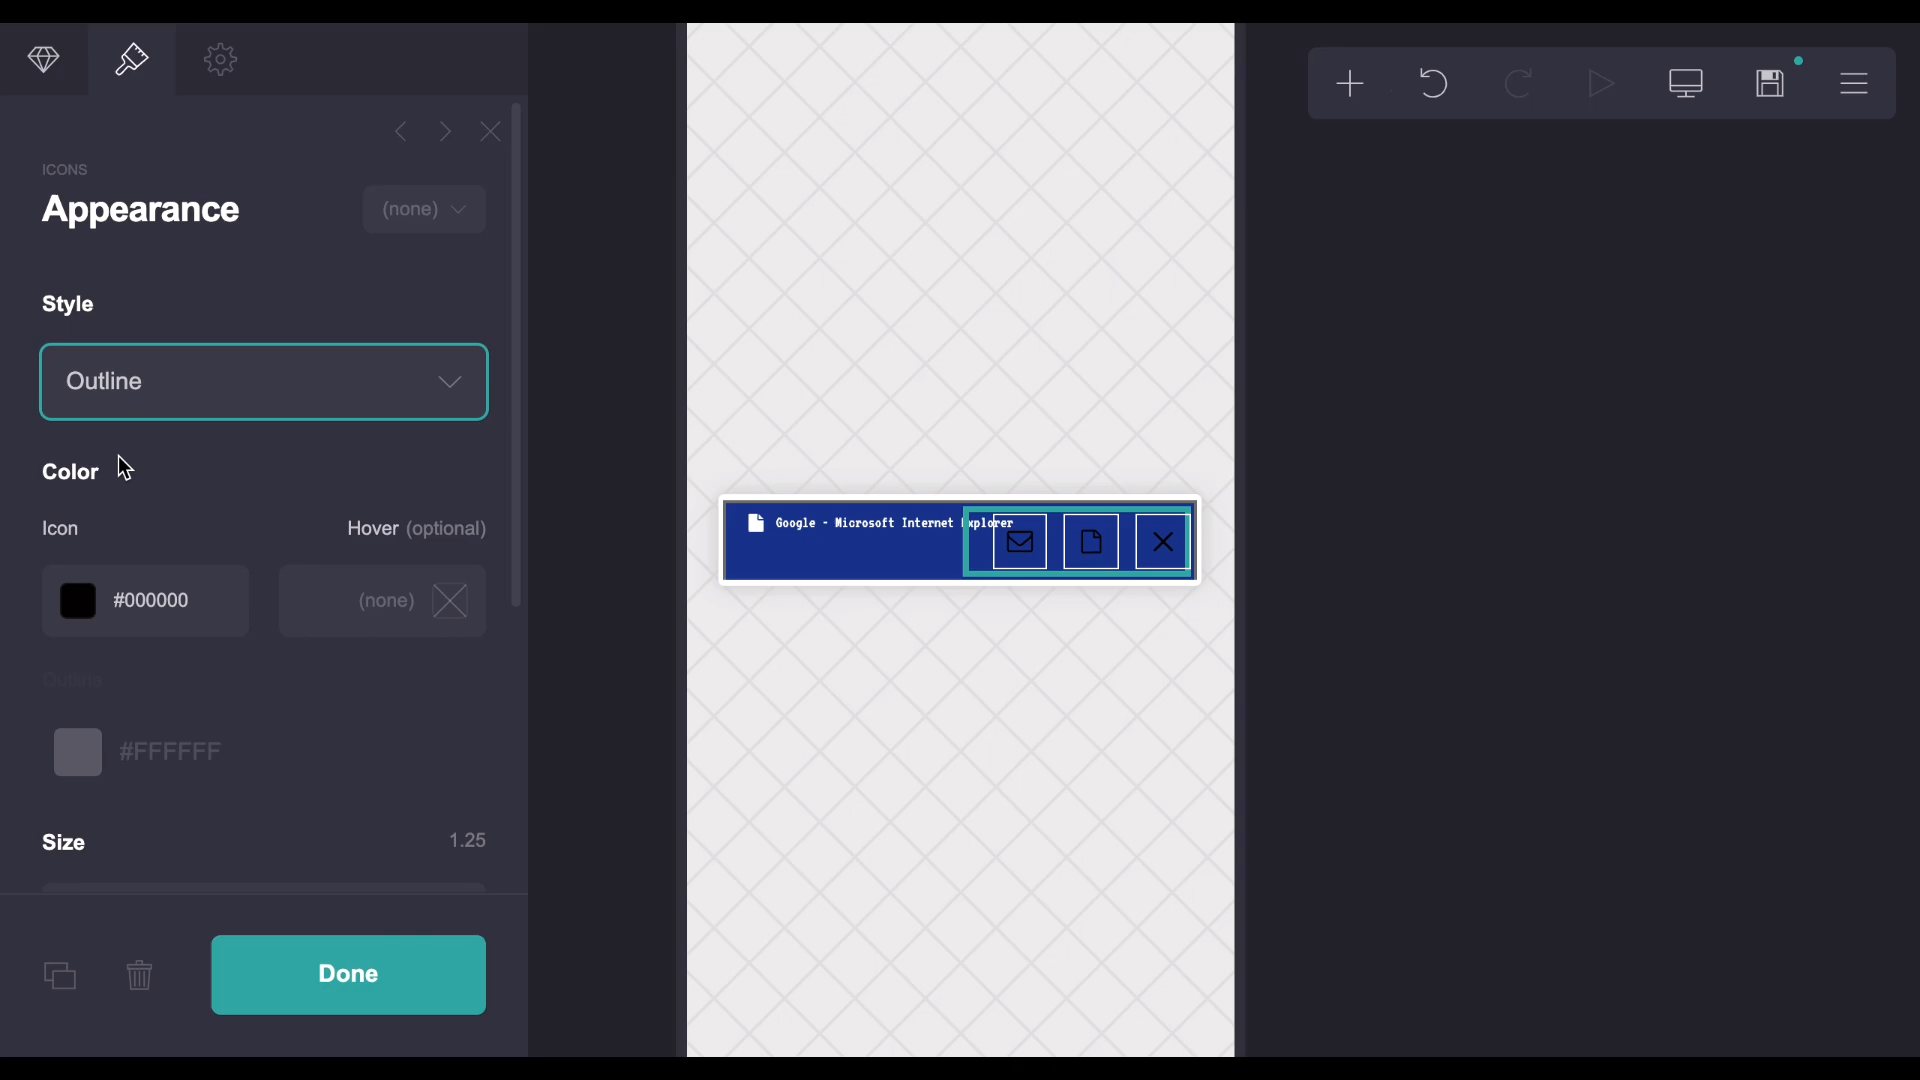 ICONS
Appearance
(none)
Style
Outline
Color
Icon
Hover (optional)
#000000
(none)
Outline
#FFFFFF
Size
1.25
Done
Google - Microsoft Internet Explorer